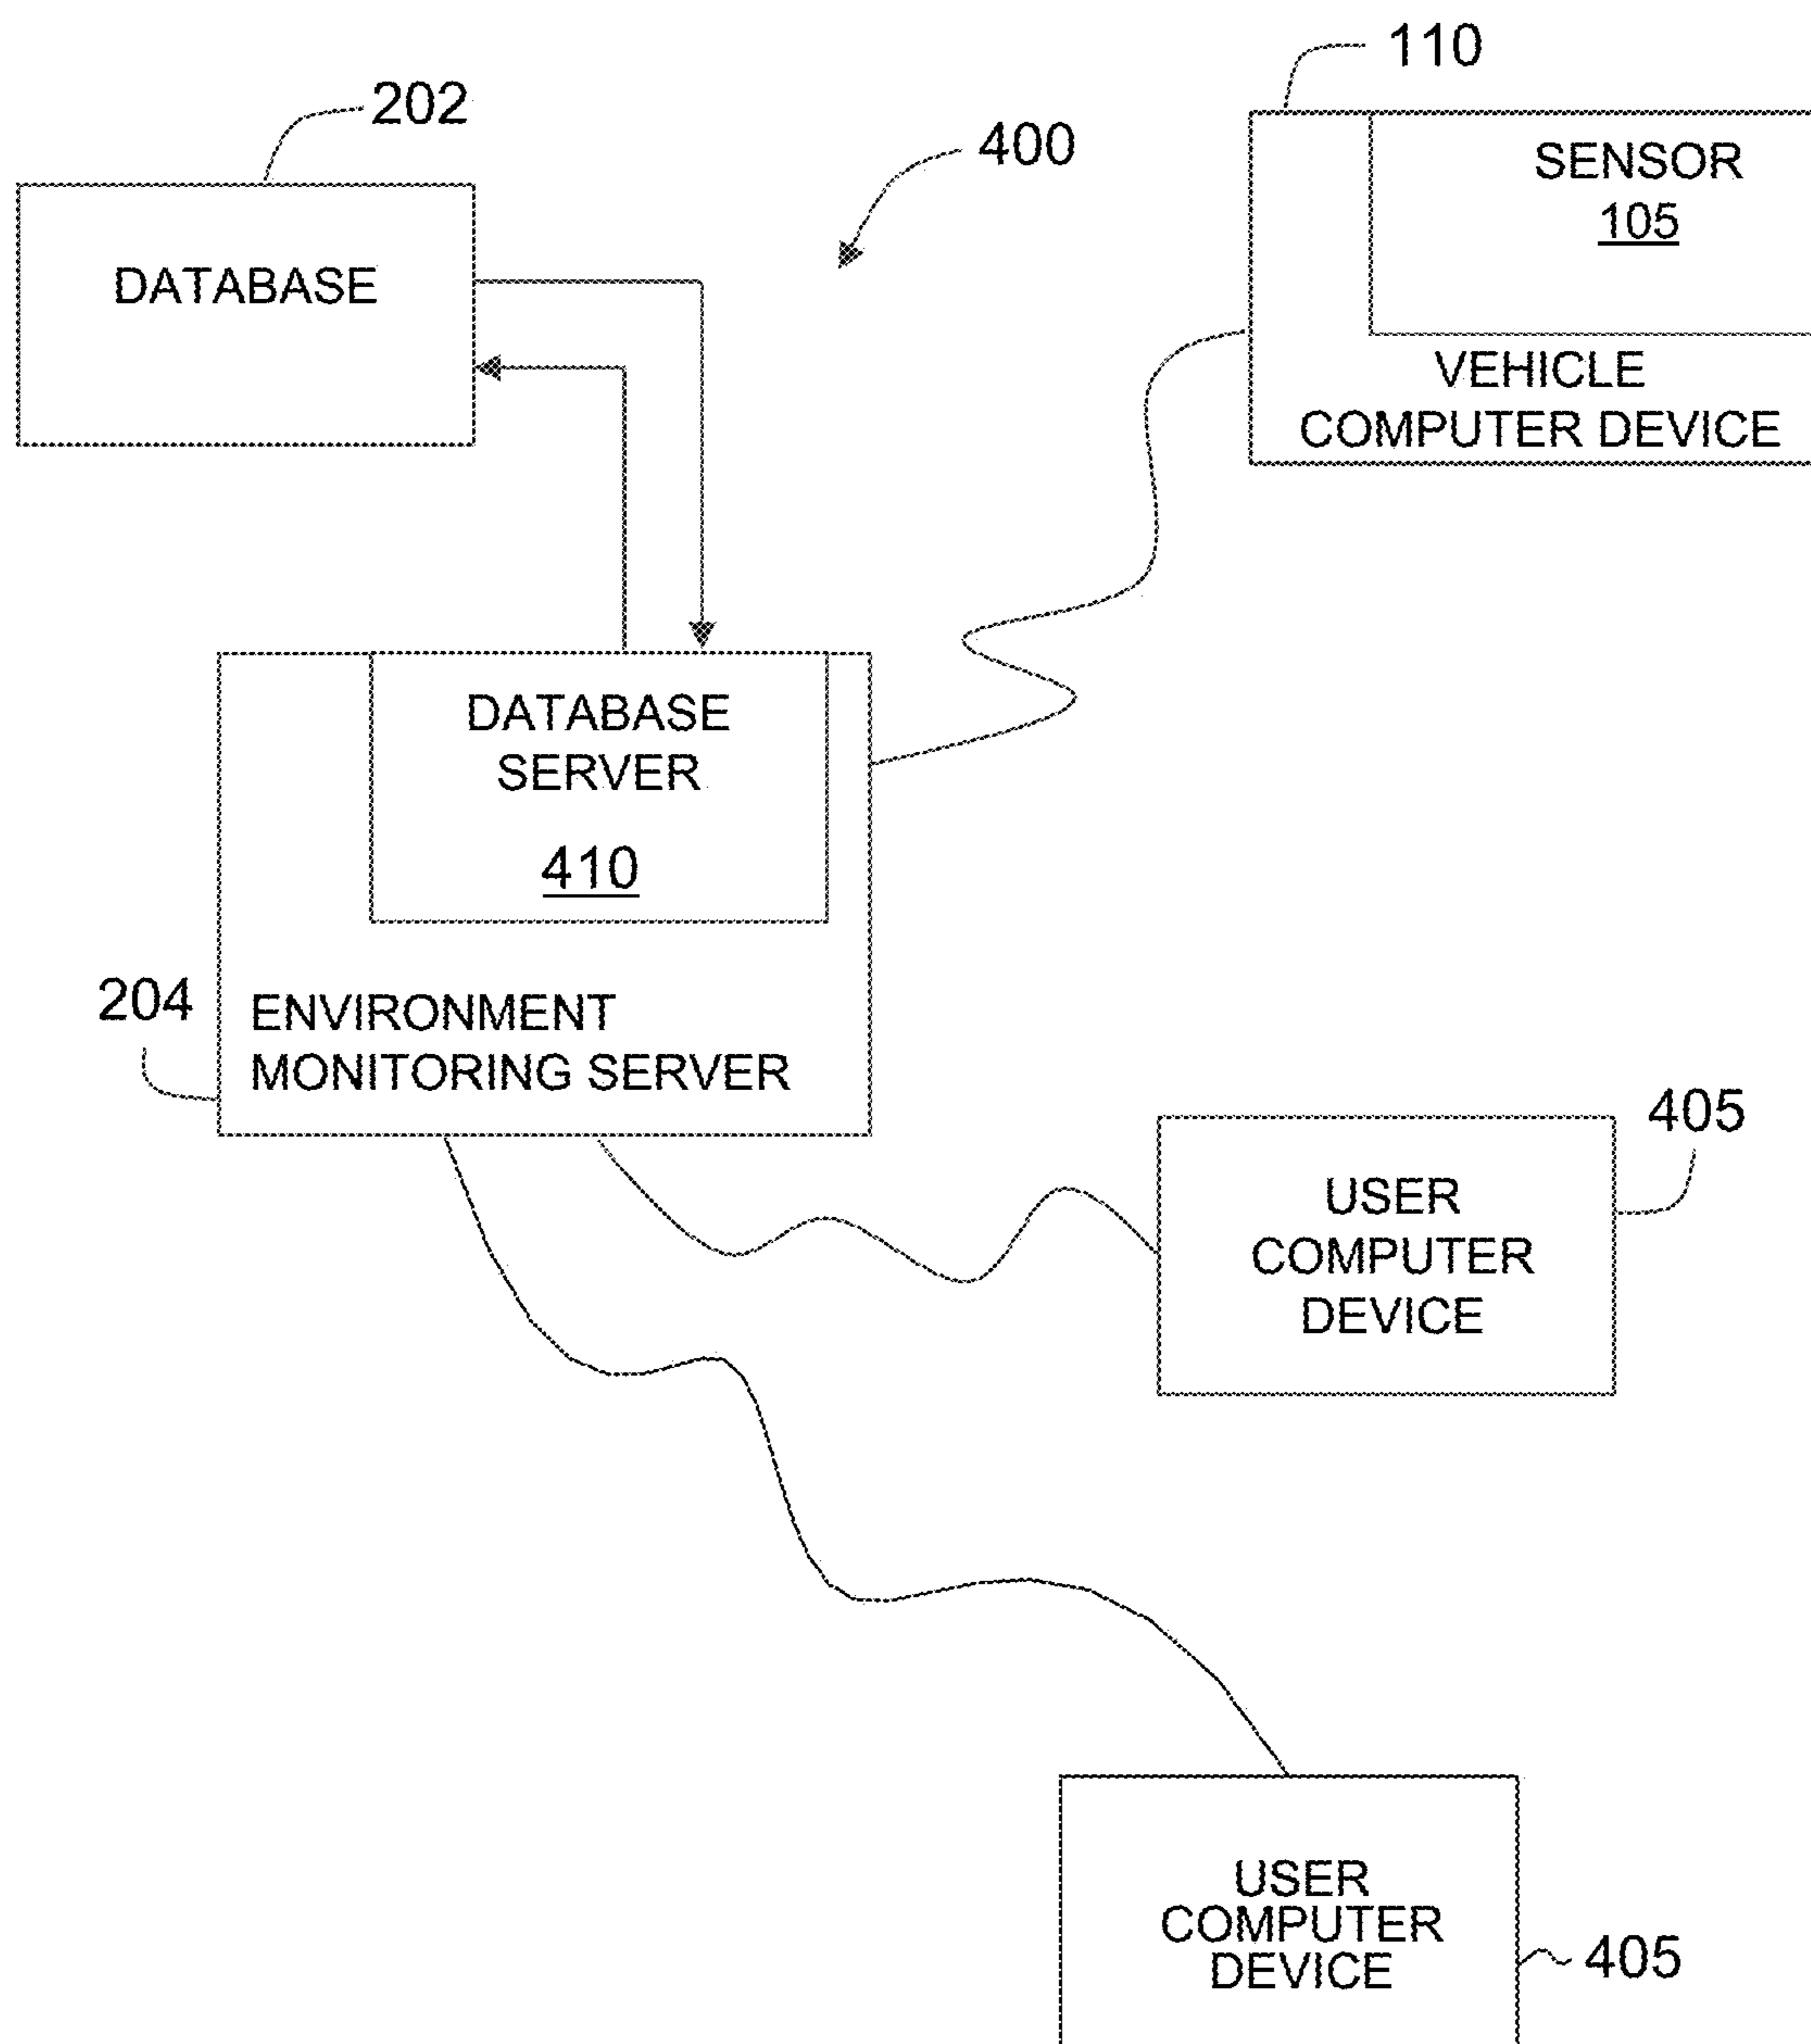 110
202
400
SENSOR
105
DATABASE
VEHICLE
COMPUTER DEVICE
DATABASE
SERVER
410
204
ENVIRONMENT
MONITORING SERVER
405
USER
COMPUTER
DEVICE
USER
COMPUTER
DEVICE
405